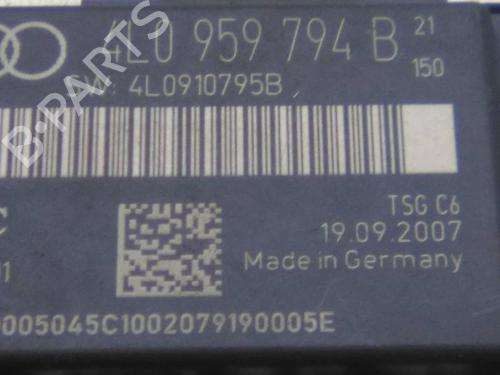 4L0 959 794 B 21
150
: 4L0910795B
C TSG C6
19.09.2007
Made in Germany
005045C1002079190005E
B-PARTS